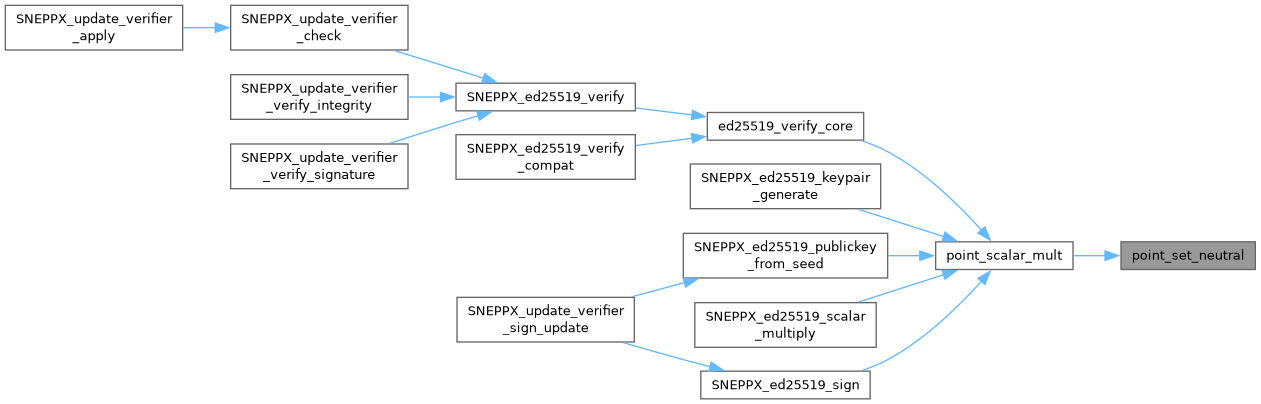 SNEPPX_update_verifier
_apply
SNEPPX_update_verifier
_check
SNEPPX_update_verifier
_verify_integrity
SNEPPX_update_verifier
_verify_signature
SNEPPX_ed25519_verify
SNEPPX_ed25519_verify
_compat
ed25519_verify_core
SNEPPX_ed25519_keypair
_generate
SNEPPX_ed25519_publickey
_from_seed
SNEPPX_update_verifier
_sign_update
SNEPPX_ed25519_scalar
_multiply
SNEPPX_ed25519_sign
point_scalar_mult
point_set_neutral